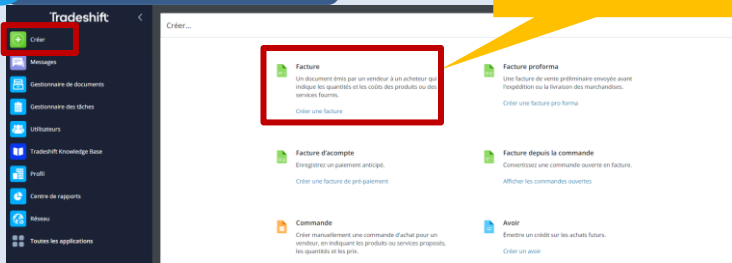 Tradeshift
Créer...
Créer
Messages
Gestionnaire de documents
Gestionnaire des tâches
Utilisateurs
Tradeshift Knowledge Base
Profil
Centre de rapports
Réseau
Toutes les applications
Facture
Un document émis par un vendeur à un acheteur qui
indique les quantités et les coûts des produits ou des
services fournis.
Créer une facture
Facture proforma
Une facture de vente préliminaire envoyée avant
l'expédition ou la livraison des marchandises.
Créer une facture pro forma
Facture d'acompte
Enregistrez un paiement anticipé.
Créer une facture de pré-paiement
Facture depuis la commande
Convertissez une commande ouverte en facture.
Afficher les commandes ouvertes
Commande
Créer manuellement une commande d'achat pour un
vendeur, en indiquant les produits ou services proposés,
les quantités et les prix.
Avoir
Émettre un crédit sur les achats futurs.
Créer un avoir